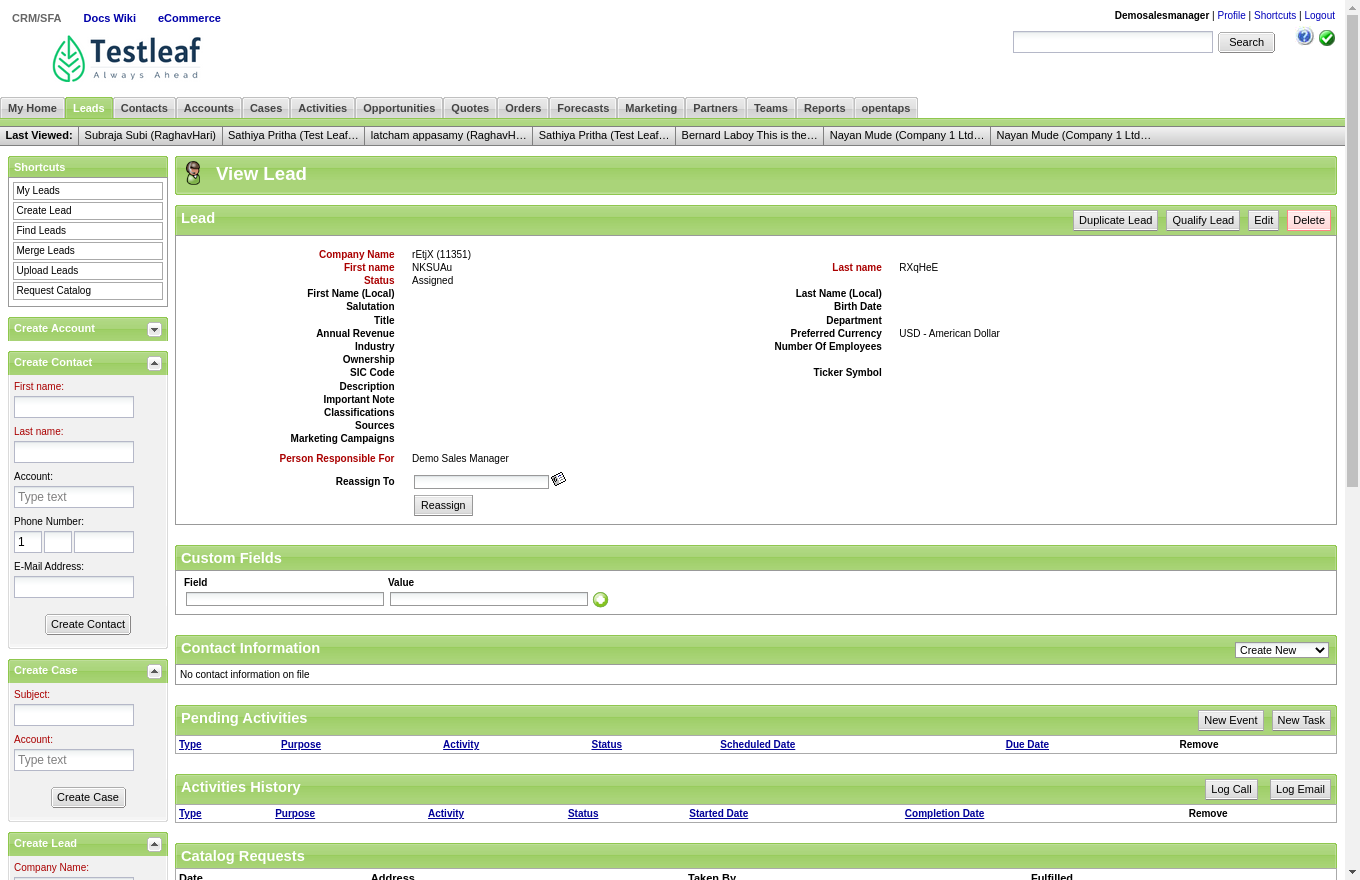 CRM/SFA Docs Wiki eCommerce
Demosalesmanager | Profile | Shortcuts | Logout
Testleaf
Always Ahead
Search
My Home Leads Contacts Accounts Cases Activities Opportunities Quotes Orders Forecasts Marketing Partners Teams Reports opentaps
Last Viewed: Subraja Subi (RaghavHari) Sathiya Pritha (Test Leaf… latcham appasamy (RaghavH… Sathiya Pritha (Test Leaf… Bernard Laboy This is the… Nayan Mude (Company 1 Ltd… Nayan Mude (Company 1 Ltd…
Shortcuts
My Leads
Create Lead
Find Leads
Merge Leads
Upload Leads
Request Catalog
Create Account
Create Contact
First name:
Last name:
Account:
Type text
Phone Number:
1
E-Mail Address:
Create Contact
Create Case
Subject:
Account:
Type text
Create Case
Create Lead
Company Name:
View Lead
Lead
Duplicate Lead Qualify Lead Edit Delete
Company Name rEtjX (11351)
First name NKSUAu Last name RXqHeE
Status Assigned
First Name (Local) Last Name (Local)
Salutation Birth Date
Title Department
Annual Revenue Preferred Currency USD - American Dollar
Industry Number Of Employees
Ownership
SIC Code Ticker Symbol
Description
Important Note
Classifications
Sources
Marketing Campaigns
Person Responsible For Demo Sales Manager
Reassign To
Reassign
Custom Fields
Field Value
Contact Information
Create New
No contact information on file
Pending Activities
New Event New Task
Type Purpose Activity Status Scheduled Date Due Date Remove
Activities History
Log Call Log Email
Type Purpose Activity Status Started Date Completion Date Remove
Catalog Requests
Date Address Taken By Fulfilled